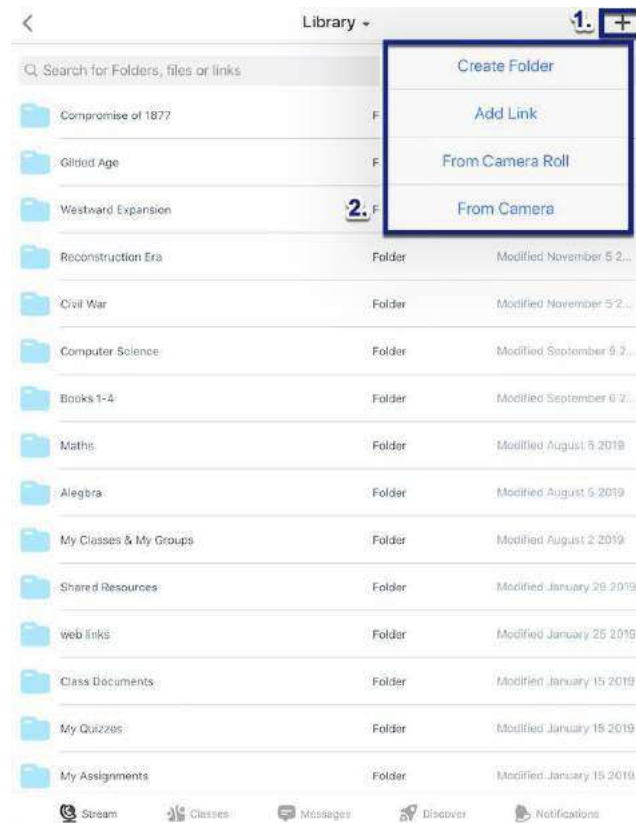 Library
1. +
Search for Folders, files or links
Create Folder
Add Link
From Camera Roll
From Camera
Compromise of 1877 F
Gilded Age F
Westward Expansion 2. F
Reconstruction Era Folder Modified November 5 2...
Civil War Folder Modified November 5 2...
Computer Science Folder Modified September 9 2...
Books 1-4 Folder Modified September 6 2...
Maths Folder Modified August 5 2019
Alegbra Folder Modified August 5 2019
My Classes & My Groups Folder Modified August 2 2019
Shared Resources Folder Modified January 29 2019
web links Folder Modified January 25 2019
Class Documents Folder Modified January 15 2019
My Quizzes Folder Modified January 15 2019
My Assignments Folder Modified January 15 2019
Stream Classes Messages Discover Notifications